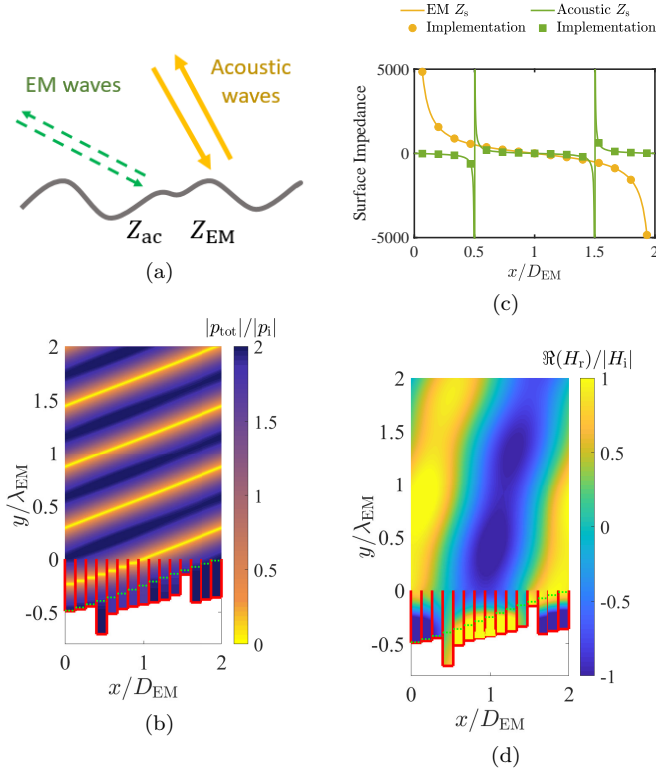 EM waves
Acoustic
waves
Z_ac Z_EM
(a)
EM Z_s Acoustic Z_s
Implementation Implementation
Surface Impedance
5000
0
-5000
0 0.5 1 1.5 2
x/D_EM
(c)
|p_tot|/|p_i|
y/λ_EM
2
1.5
1
0.5
0
-0.5
0 1 2
x/D_EM
2
1.5
1
0.5
0
(b)
ℜ(H_r)/|H_i|
y/λ_EM
2
1.5
1
0.5
0
-0.5
0 1 2
x/D_EM
1
0.5
0
-0.5
-1
(d)